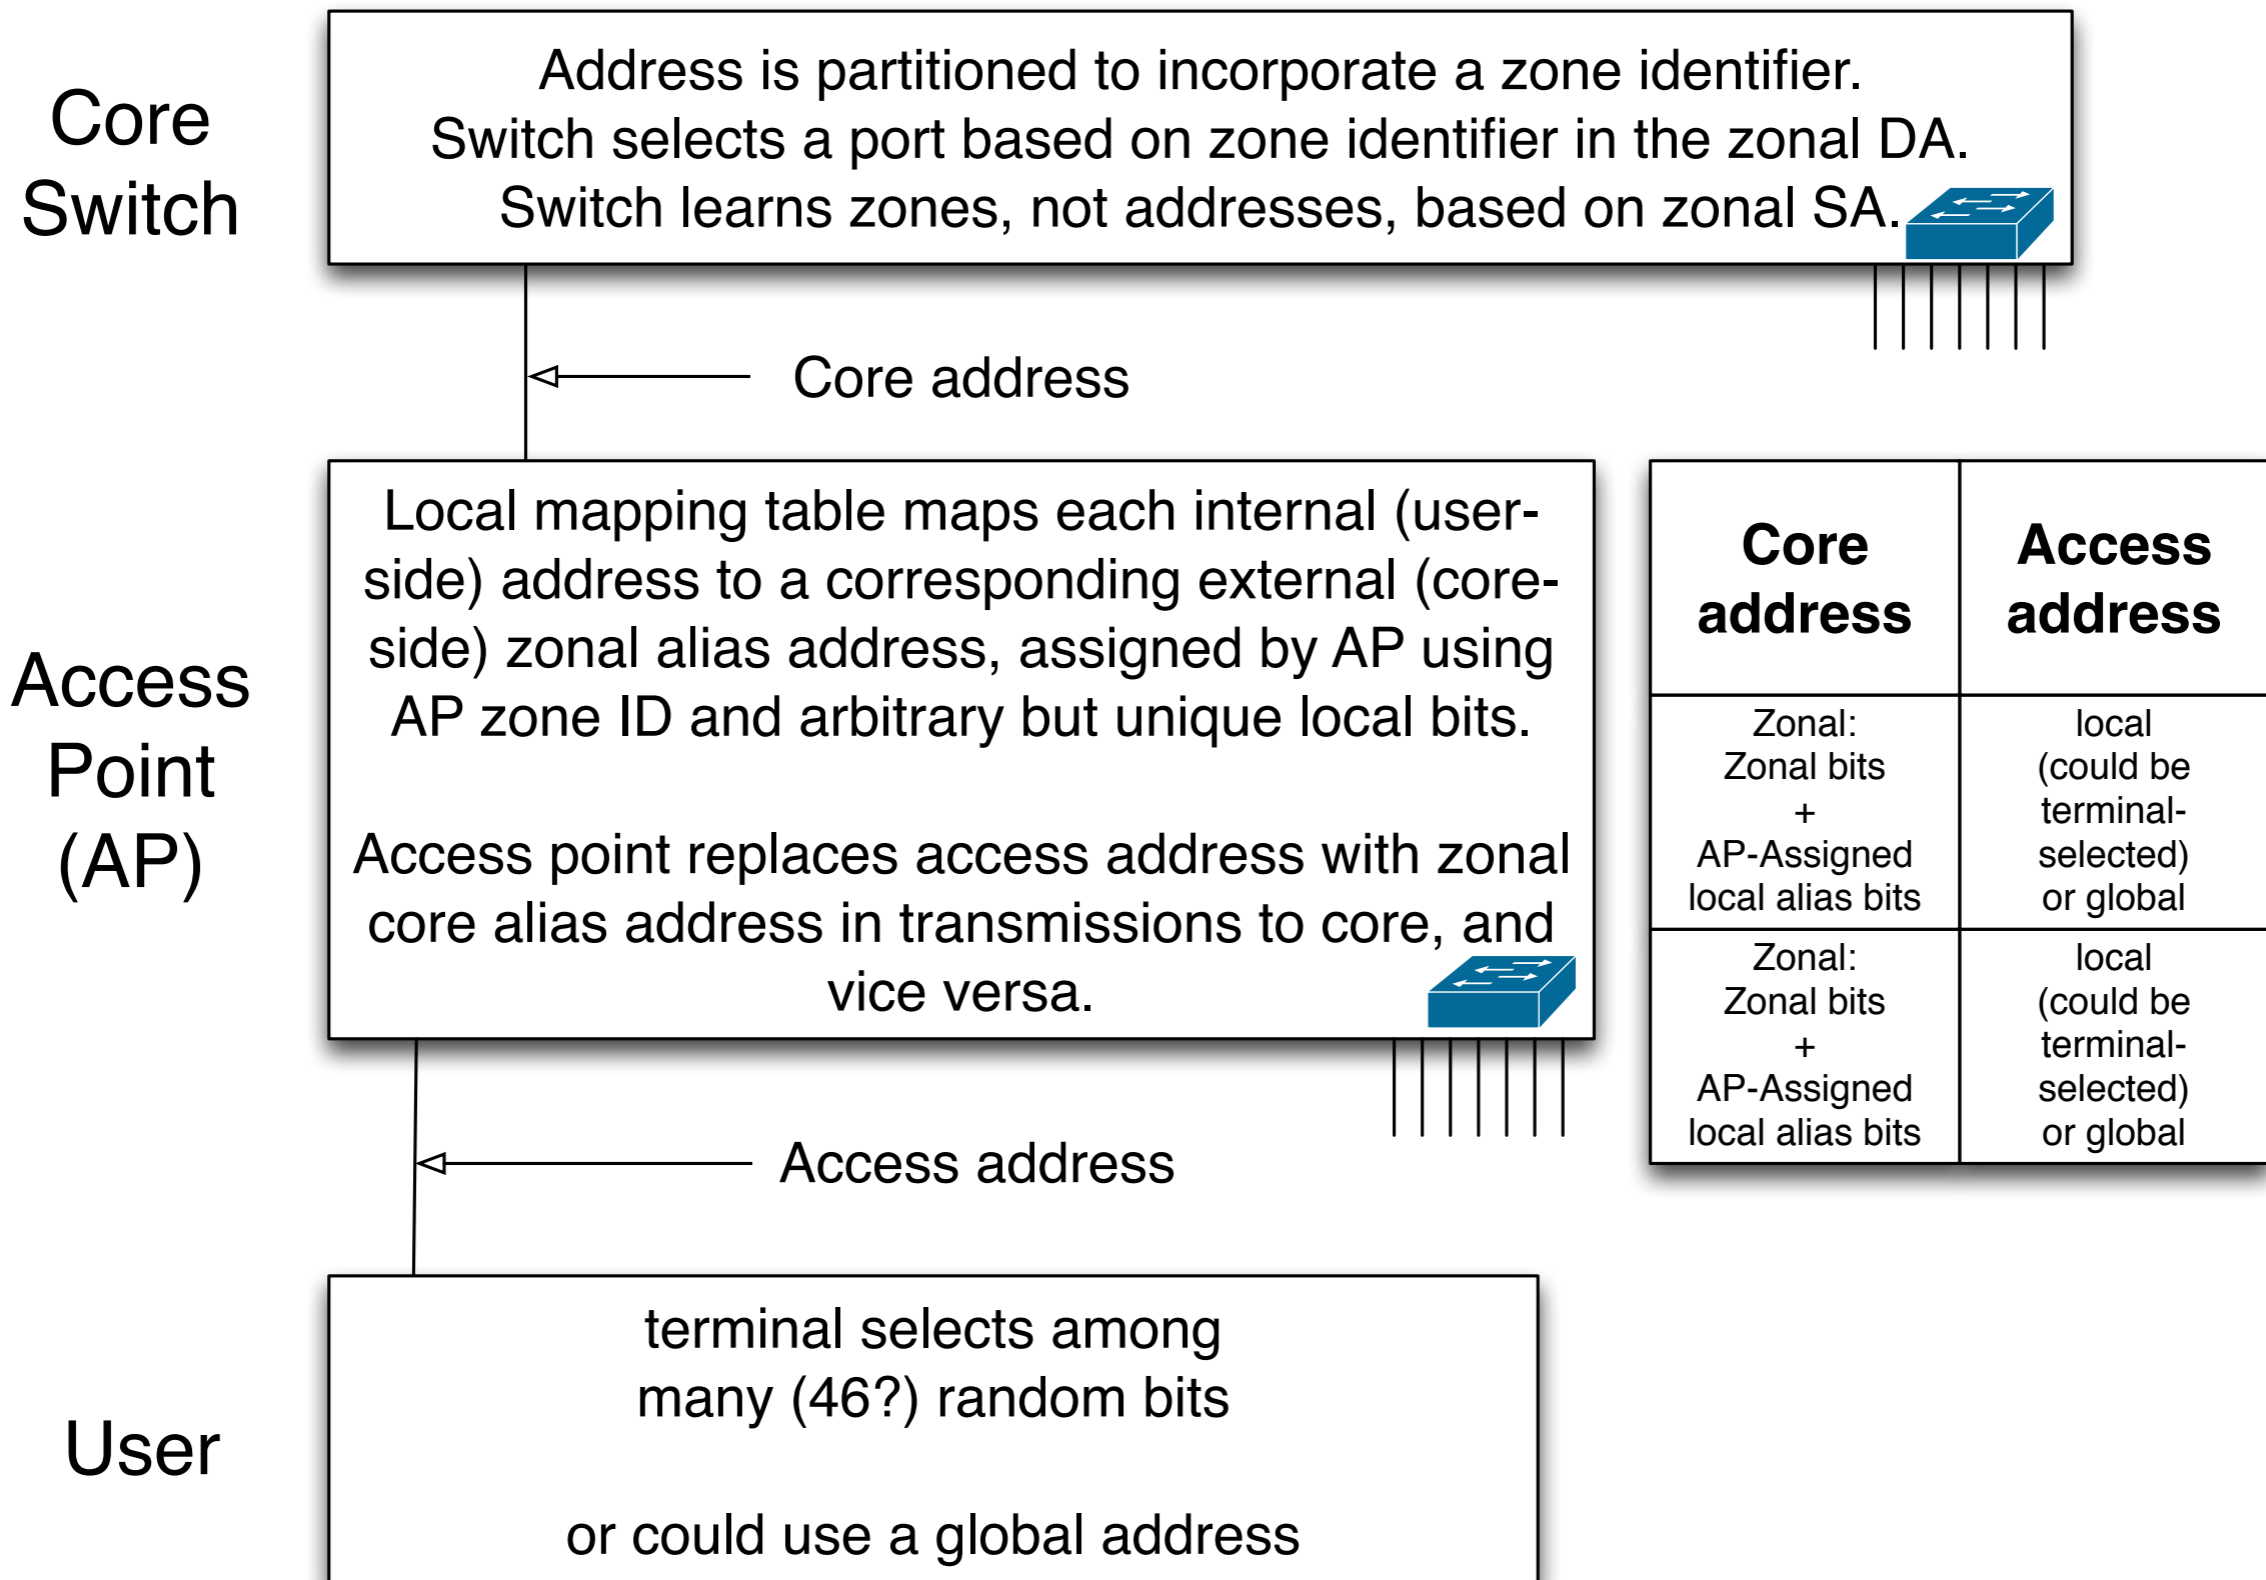 Core
Switch
Address is partitioned to incorporate a zone identifier.
Switch selects a port based on zone identifier in the zonal DA.
Switch learns zones, not addresses, based on zonal SA.
Core address
Access
Point
(AP)
Local mapping table maps each internal (user-
side) address to a corresponding external (core-
side) zonal alias address, assigned by AP using
AP zone ID and arbitrary but unique local bits.
Access point replaces access address with zonal
core alias address in transmissions to core, and
vice versa.
Core
address
Access
address
Zonal:
Zonal bits
+
AP-Assigned
local alias bits
local
(could be
terminal-
selected)
or global
Zonal:
Zonal bits
+
AP-Assigned
local alias bits
local
(could be
terminal-
selected)
or global
Access address
User
terminal selects among
many (46?) random bits
or could use a global address